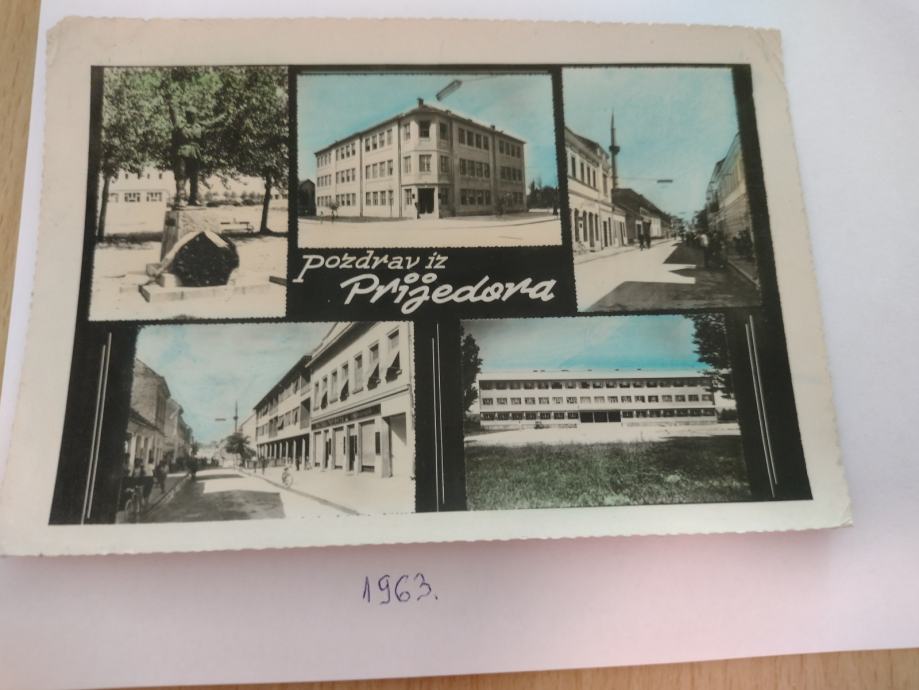 Pozdrav iz
Prijedora
1963.